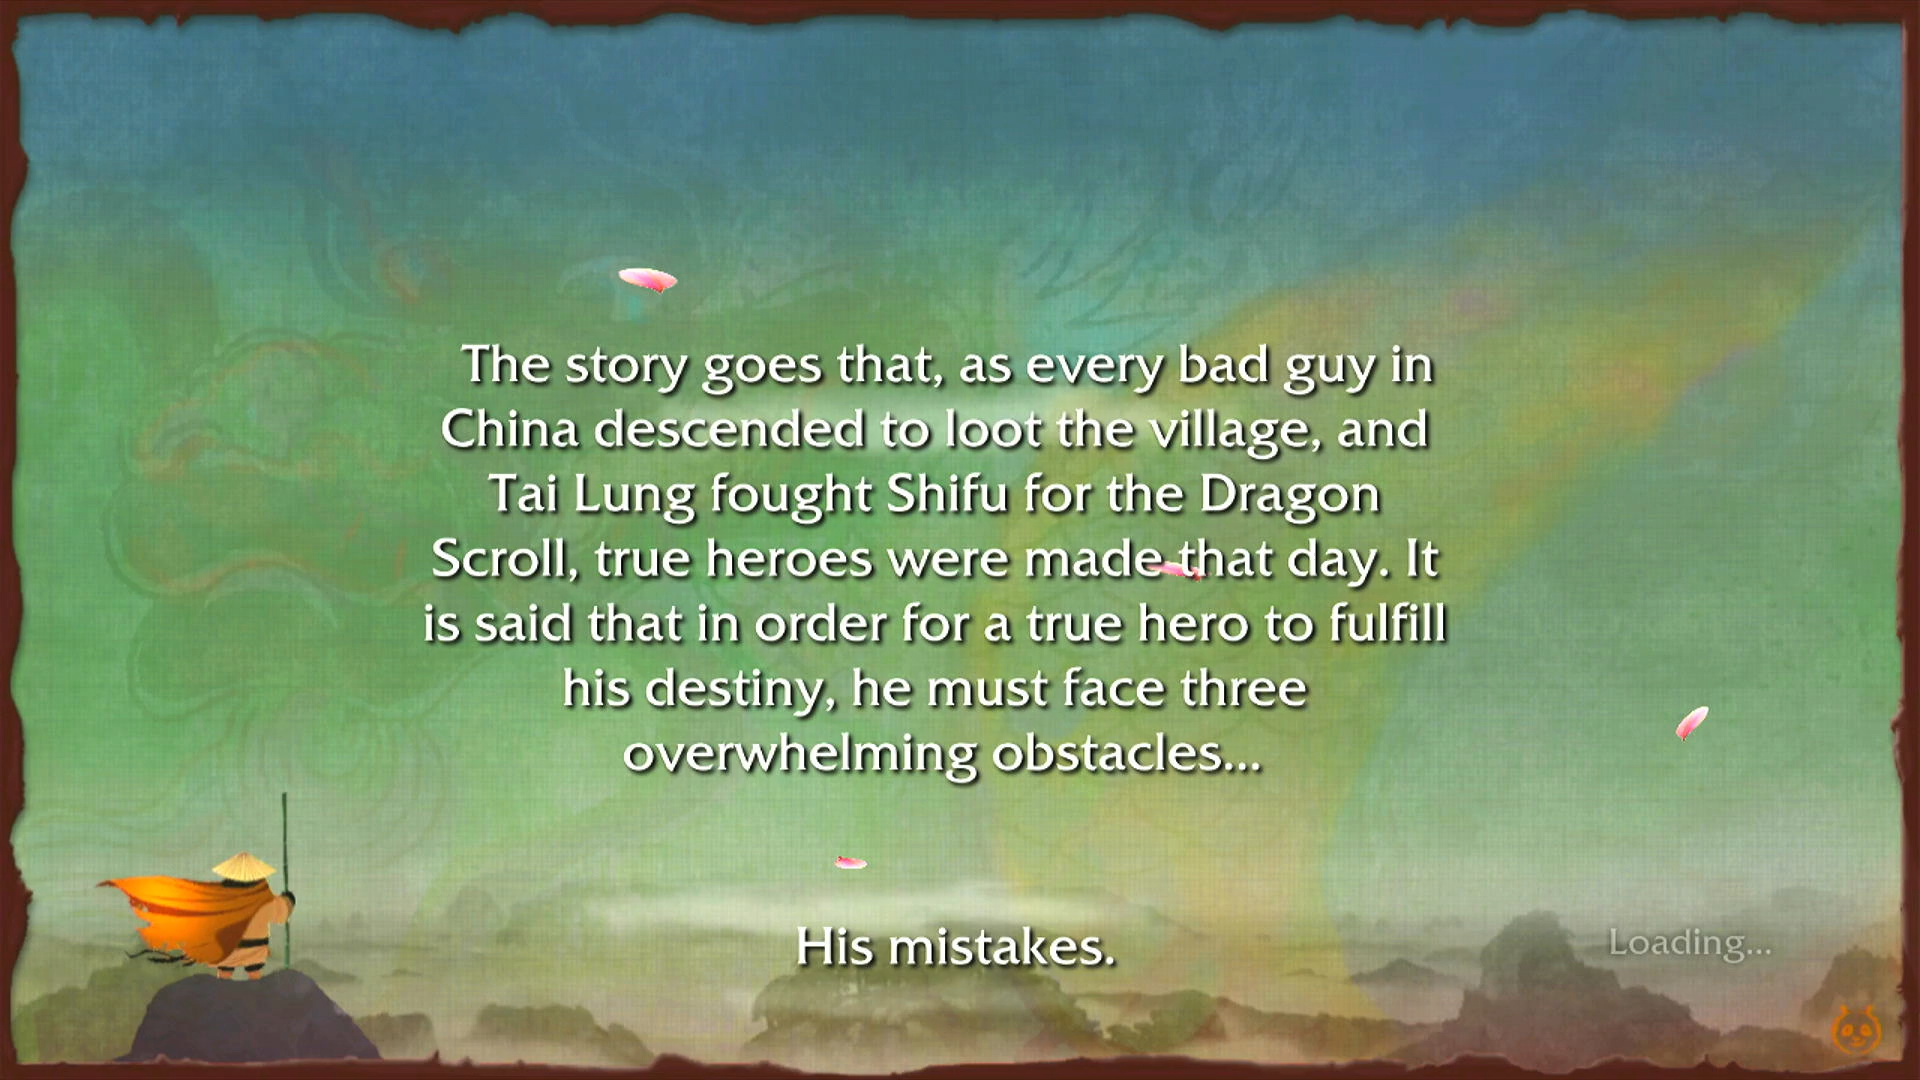 The story goes that, as every bad guy in
China descended to loot the village, and
Tai Lung fought Shifu for the Dragon
Scroll, true heroes were made that day. It
is said that in order for a true hero to fulfill
his destiny, he must face three
overwhelming obstacles...
His mistakes.
Loading...